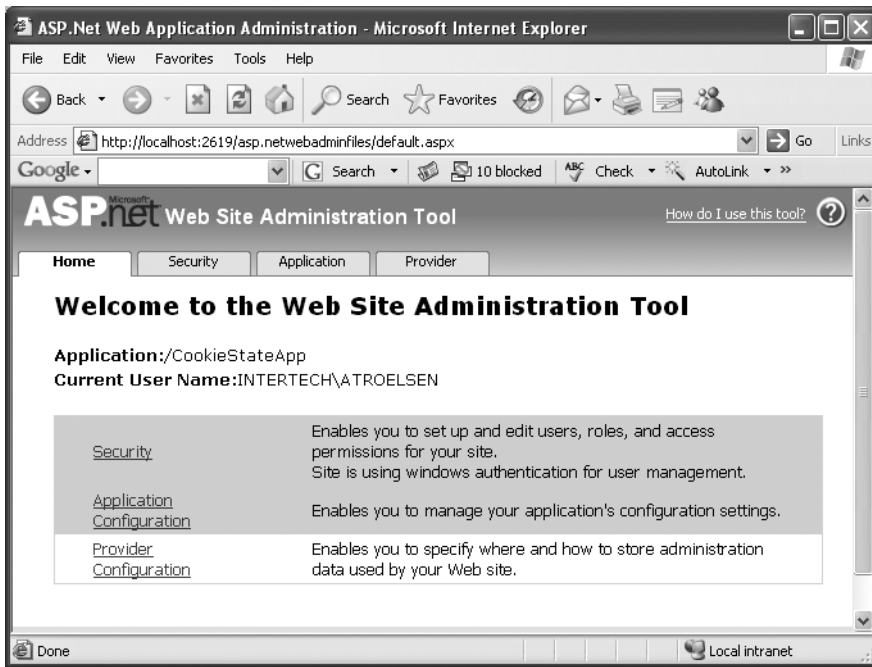 ASP.Net Web Application Administration - Microsoft Internet Explorer
File Edit View Favorites Tools Help
Back Search Favorites
Address http://localhost:2619/asp.netwebadminfiles/default.aspx Go Links
Google Search 10 blocked ABC Check AutoLink »
Microsoft
ASP.net Web Site Administration Tool How do I use this tool? ?
Home Security Application Provider
Welcome to the Web Site Administration Tool
Application:/CookieStateApp
Current User Name:INTERTECH\ATROELSEN
Security
Enables you to set up and edit users, roles, and access
permissions for your site.
Site is using windows authentication for user management.
Application
Configuration
Enables you to manage your application's configuration settings.
Provider
Configuration
Enables you to specify where and how to store administration
data used by your Web site.
Done Local intranet